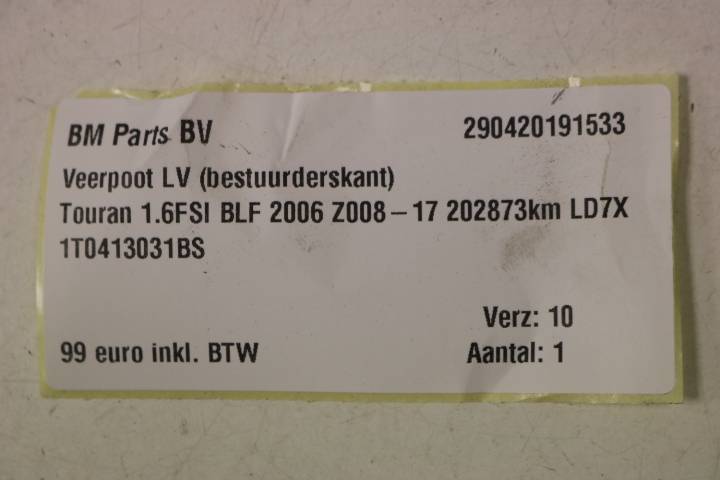 BM Parts BV 290420191533
Veerpoot LV (bestuurderskant)
Touran 1.6FSI BLF 2006 Z008-17 202873km LD7X
1T0413031BS
Verz: 10
99 euro inkl. BTW Aantal: 1